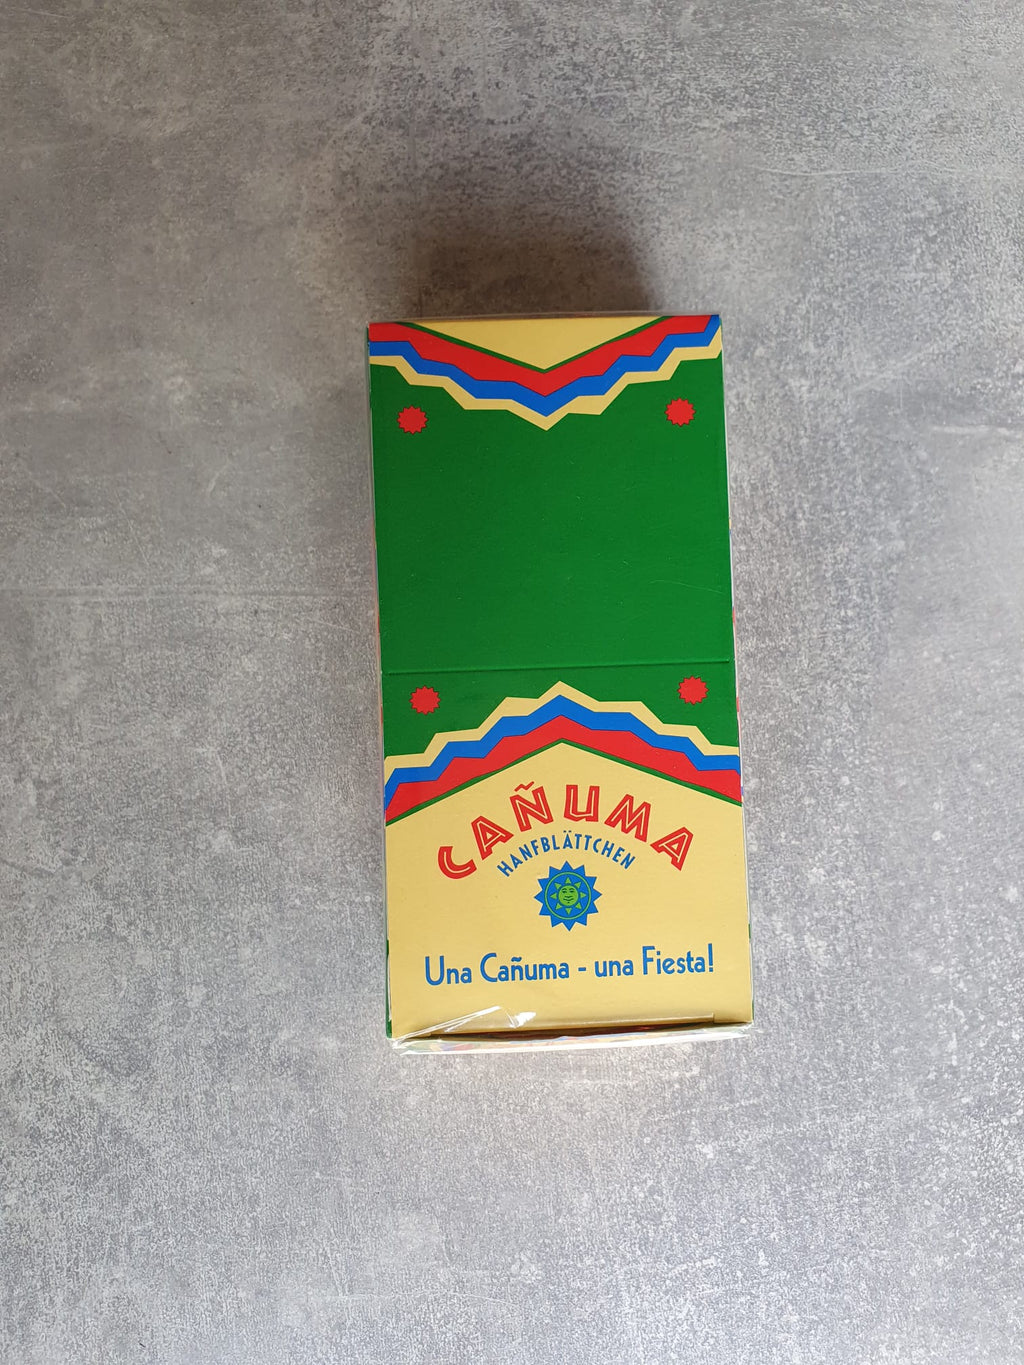 CAÑUMA
HANFBLÄTTCHEN
Una Cañuma - una Fiesta!